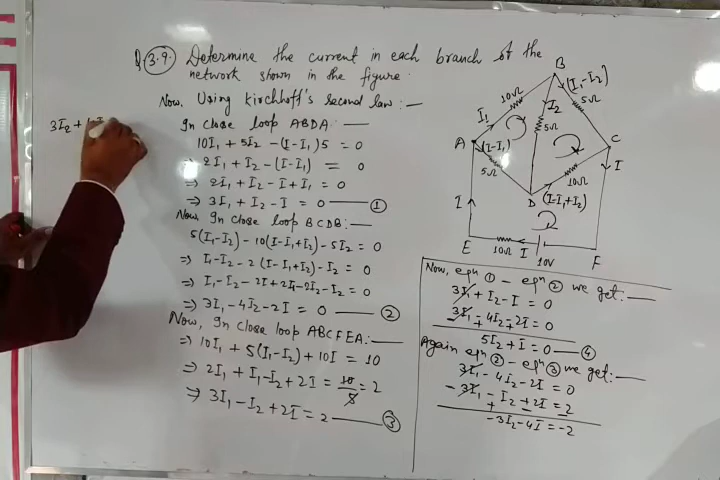 Q.3.9. Determine the current in each branch of the
network shown in the figure.
Now, Using Kirchhoff's second law:—
In close loop ABDA:—
10I₁ + 5I₂ - (I-I₁)5 = 0
⇒ 2I₁ + I₂ - (I-I₁) = 0
⇒ 2I₁ + I₂ - I + I₁ = 0
⇒ 3I₁ + I₂ - I = 0 — ①
Now, In close loop BCDB:—
5(I₁-I₂) - 10(I-I₁+I₂) - 5I₂ = 0
⇒ I₁-I₂ - 2(I-I₁+I₂) - I₂ = 0
⇒ I₁-I₂ - 2I + 2I₁ - 2I₂ - I₂ = 0
⇒ 3I₁ - 4I₂ - 2I = 0 — ②
Now, In close loop ABCFEA:—
⇒ 10I₁ + 5(I₁-I₂) + 10I = 10
⇒ 2I₁ + I₁-I₂ + 2I = 10/5 = 2
⇒ 3I₁ - I₂ + 2I = 2 — ③
3I₂ +
B
10Ω
(I₁-I₂)
I₁
I₂
5Ω
5Ω
A
(I-I₁)
C
5Ω
10Ω
I
D
(I-I₁+I₂)
I
E
10Ω
I
10V
F
Now, eqⁿ ① - eqⁿ ② we get:—
3I₁ + I₂ - I = 0
3I₁ - 4I₂ - 2I = 0
- + +
5I₂ + I = 0 — ④
Again eqⁿ ② - eqⁿ ③ we get:—
3I₁ - 4I₂ - 2I = 0
3I₁ - I₂ + 2I = 2
- + - -
-3I₂ - 4I = -2